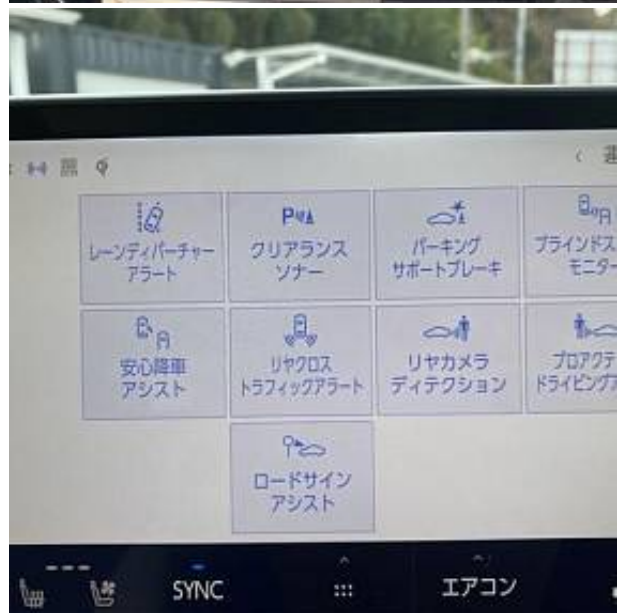 レーンディパーチャー
アラート
クリアランス
ソナー
パーキング
サポートブレーキ
ブラインドス
モニター
安心降車
アシスト
リヤクロス
トラフィックアラート
リヤカメラ
ディテクション
プロアクテ
ドライビングア
ロードサイン
アシスト
SYNC
エアコン